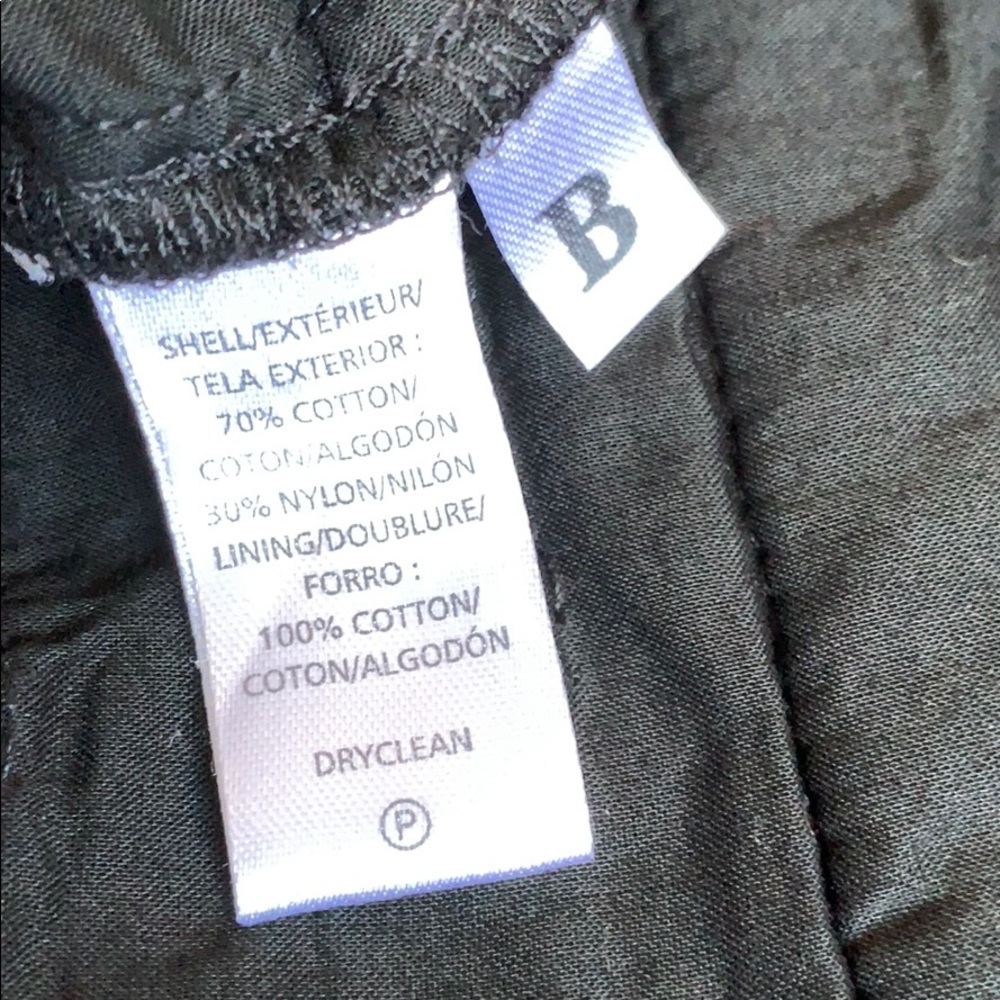 SHELL/EXTÉRIEUR/
TELA EXTERIOR :
70% COTTON/
COTON/ALGODÓN
30% NYLON/NILÓN
LINING/DOUBLURE/
FORRO :
100% COTTON/
COTON/ALGODÓN
DRYCLEAN
P
B